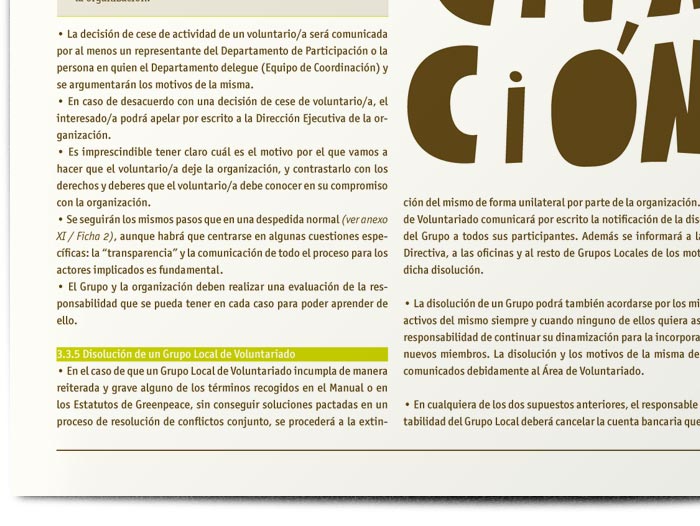 la organización.
• La decisión de cese de actividad de un voluntario/a será comunicada
por al menos un representante del Departamento de Participación o la
persona en quien el Departamento delegue (Equipo de Coordinación) y
se argumentarán los motivos de la misma.
• En caso de desacuerdo con una decisión de cese de voluntario/a, el
interesado/a podrá apelar por escrito a la Dirección Ejecutiva de la or-
ganización.
• Es imprescindible tener claro cuál es el motivo por el que vamos a
hacer que el voluntario/a deje la organización, y contrastarlo con los
derechos y deberes que el voluntario/a debe conocer en su compromiso
con la organización.
• Se seguirán los mismos pasos que en una despedida normal (ver anexo
XI / Ficha 2), aunque habrá que centrarse en algunas cuestiones espe-
cíficas: la “transparencia” y la comunicación de todo el proceso para los
actores implicados es fundamental.
• El Grupo y la organización deben realizar una evaluación de la res-
ponsabilidad que se pueda tener en cada caso para poder aprender de
ello.
3.3.5 Disolución de un Grupo Local de Voluntariado
• En el caso de que un Grupo Local de Voluntariado incumpla de manera
reiterada y grave alguno de los términos recogidos en el Manual o en
los Estatutos de Greenpeace, sin conseguir soluciones pactadas en un
proceso de resolución de conflictos conjunto, se procederá a la extin-
CIÓN
ción del mismo de forma unilateral por parte de la organización.
de Voluntariado comunicará por escrito la notificación de la dis
del Grupo a todos sus participantes. Además se informará a la
Directiva, a las oficinas y al resto de Grupos Locales de los mot
dicha disolución.
• La disolución de un Grupo podrá también acordarse por los mi
activos del mismo siempre y cuando ninguno de ellos quiera as
responsabilidad de continuar su dinamización para la incorpora
nuevos miembros. La disolución y los motivos de la misma de
comunicados debidamente al Área de Voluntariado.
• En cualquiera de los dos supuestos anteriores, el responsable
tabilidad del Grupo Local deberá cancelar la cuenta bancaria que